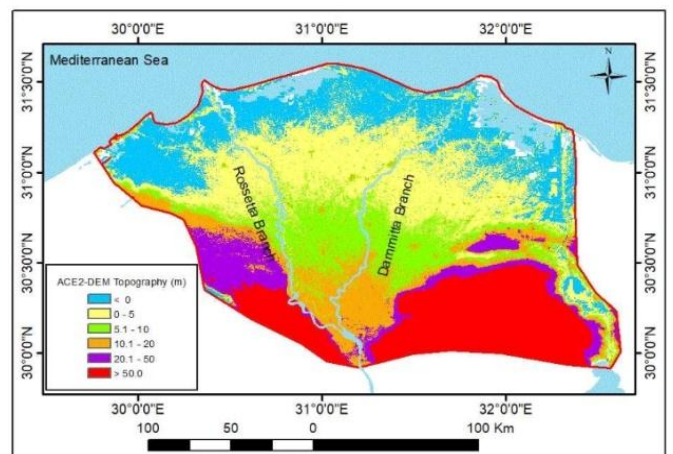 30°0'0"E 31°0'0"E 32°0'0"E
Mediterranean Sea
N
31°30'0"N 31°30'0"N
31°0'0"N 31°0'0"N
Rossetta Branch
Dammitta Branch
30°30'0"N 30°30'0"N
ACE2-DEM Topography (m)
< 0
0 - 5
5.1 - 10
10.1 - 20
20.1 - 50
> 50.0
30°0'0"N 30°0'0"N
30°0'0"E 31°0'0"E 32°0'0"E
100 50 0 100 Km